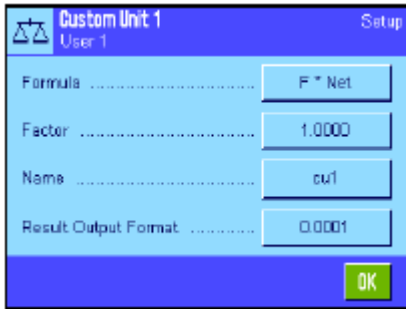 Custom Unit 1
Setup
User 1
Formula ................................ F * Net
Factor ................................ 1.0000
Name ................................ cu1
Result Output Format ............ 0.0001
OK